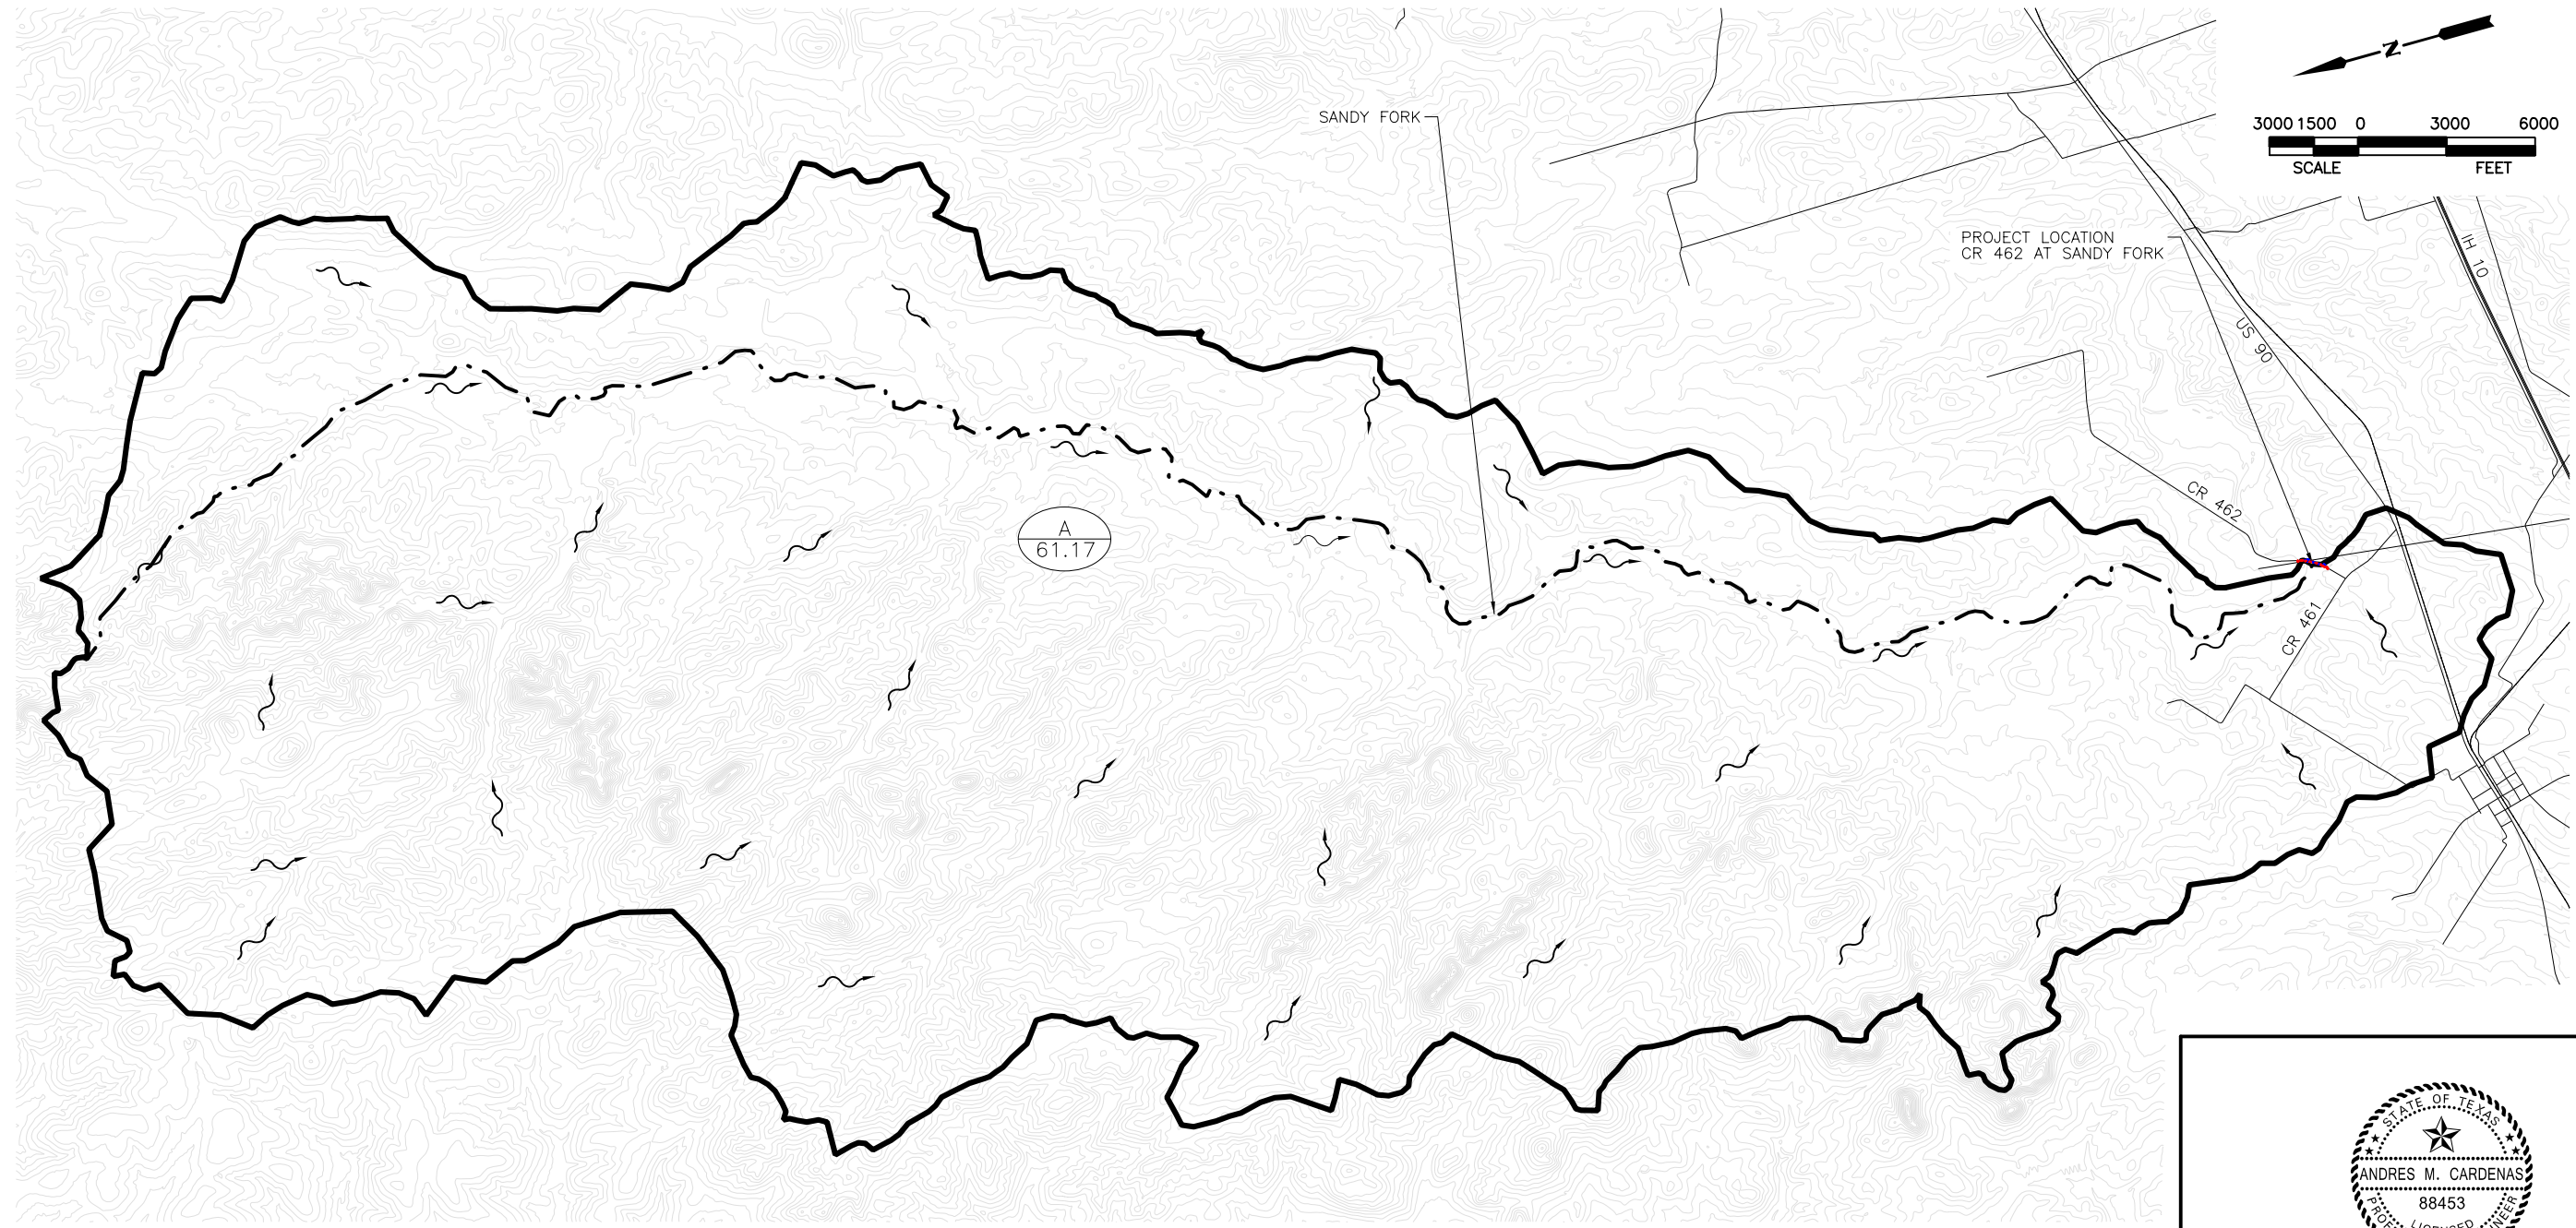 N
3000 1500 0 3000 6000
SCALE FEET
SANDY FORK
PROJECT LOCATION
CR 462 AT SANDY FORK
IH 10
US 90
CR 462
A
61.17
CR 461
STATE OF TEXAS
ANDRES M. CARDENAS
88453
LICENSED